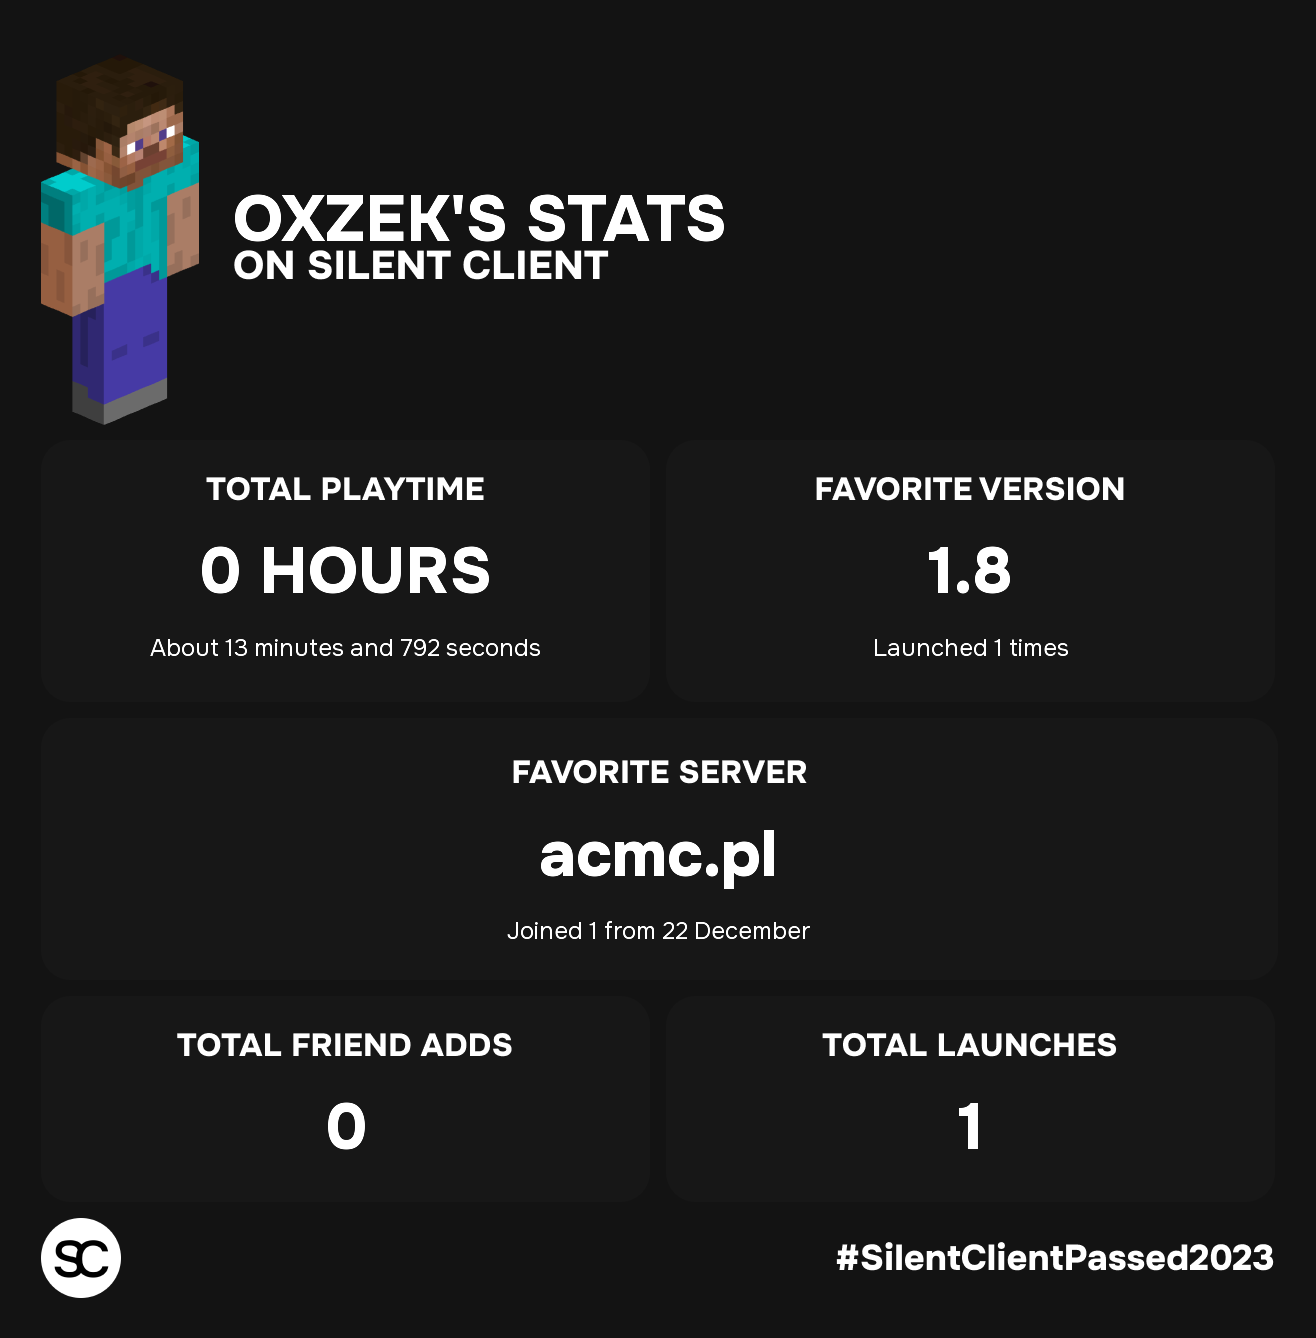 OXZEK'S STATS
ON SILENT CLIENT
TOTAL PLAYTIME
0 HOURS
About 13 minutes and 792 seconds
FAVORITE VERSION
1.8
Launched 1 times
FAVORITE SERVER
acmc.pl
Joined 1 from 22 December
TOTAL FRIEND ADDS
0
TOTAL LAUNCHES
1
SC
#SilentClientPassed2023